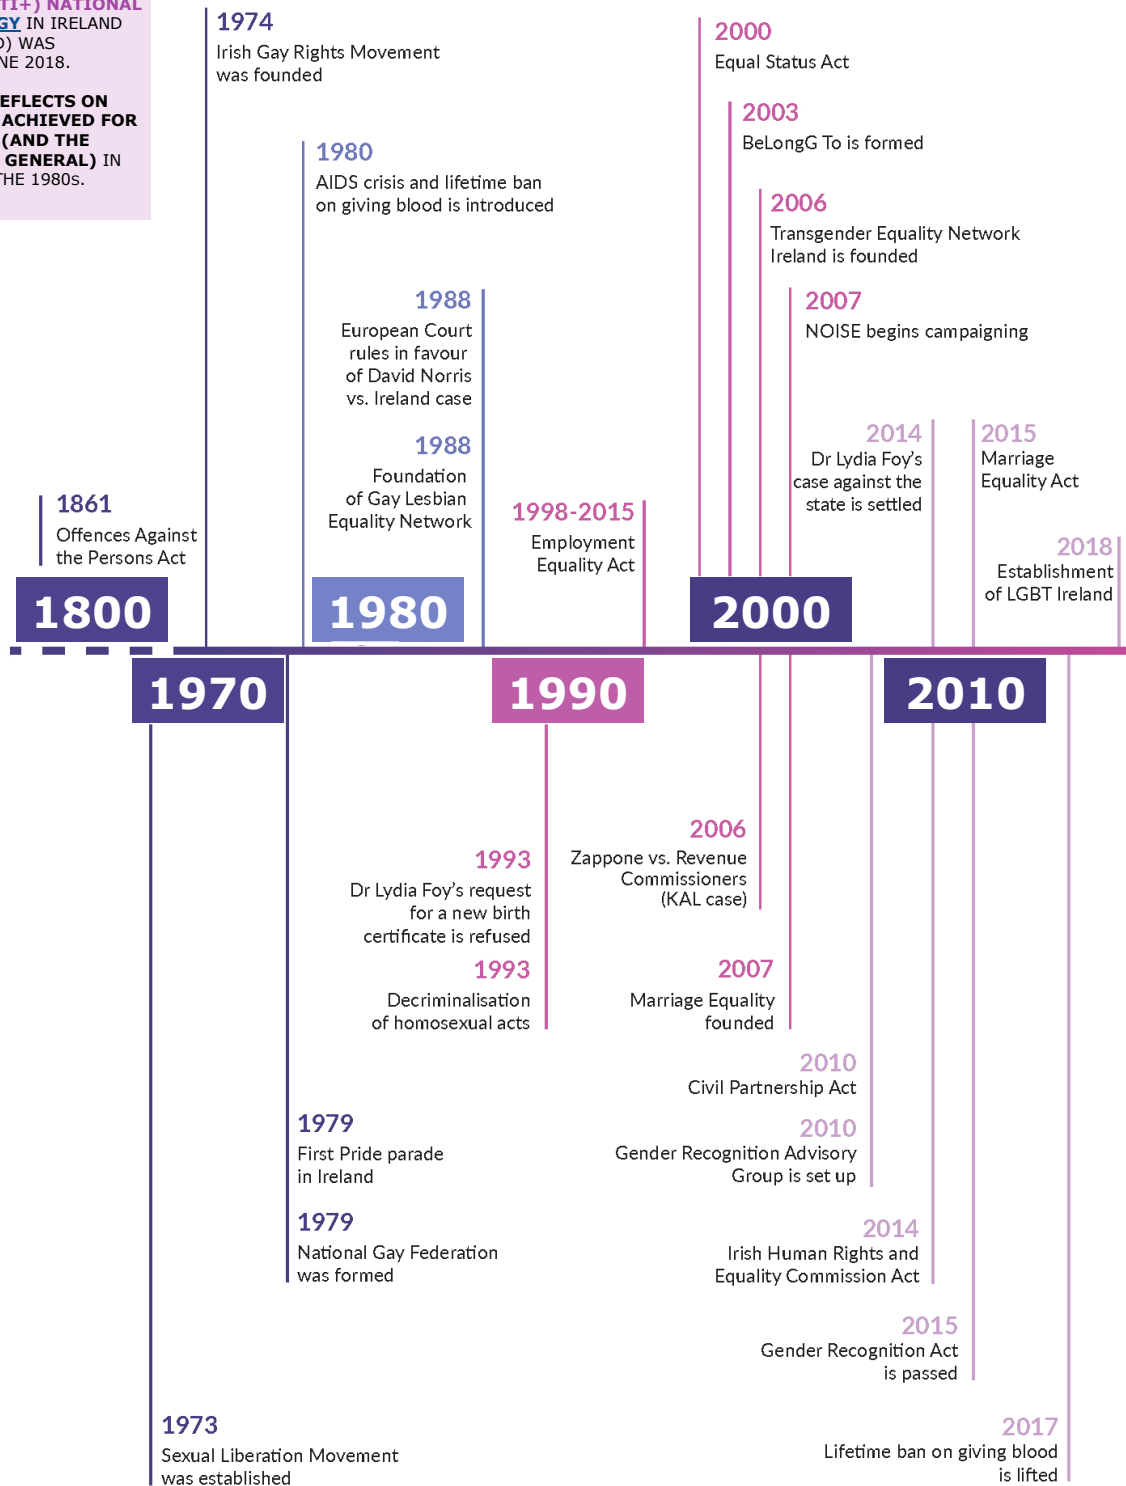 TI+) NATIONAL
GY IN IRELAND
) WAS
NE 2018.
EFLECTS ON
ACHIEVED FOR
(AND THE
GENERAL) IN
THE 1980s.
1974
Irish Gay Rights Movement
was founded
1980
AIDS crisis and lifetime ban
on giving blood is introduced
1988
European Court
rules in favour
of David Norris
vs. Ireland case
1988
Foundation
of Gay Lesbian
Equality Network
1861
Offences Against
the Persons Act
1998-2015
Employment
Equality Act
2000
Equal Status Act
2003
BeLonG To is formed
2006
Transgender Equality Network
Ireland is founded
2007
NOISE begins campaigning
2014
Dr Lydia Foy’s
case against the
state is settled
2015
Marriage
Equality Act
2018
Establishment
of LGBT Ireland
1800
1980
2000
1970
1990
2010
1993
Dr Lydia Foy’s request
for a new birth
certificate is refused
1993
Decriminalisation
of homosexual acts
2006
Zappone vs. Revenue
Commissioners
(KAL case)
2007
Marriage Equality
founded
2010
Civil Partnership Act
2010
Gender Recognition Advisory
Group is set up
1979
First Pride parade
in Ireland
1979
National Gay Federation
was formed
2014
Irish Human Rights and
Equality Commission Act
2015
Gender Recognition Act
is passed
1973
Sexual Liberation Movement
was established
2017
Lifetime ban on giving blood
is lifted